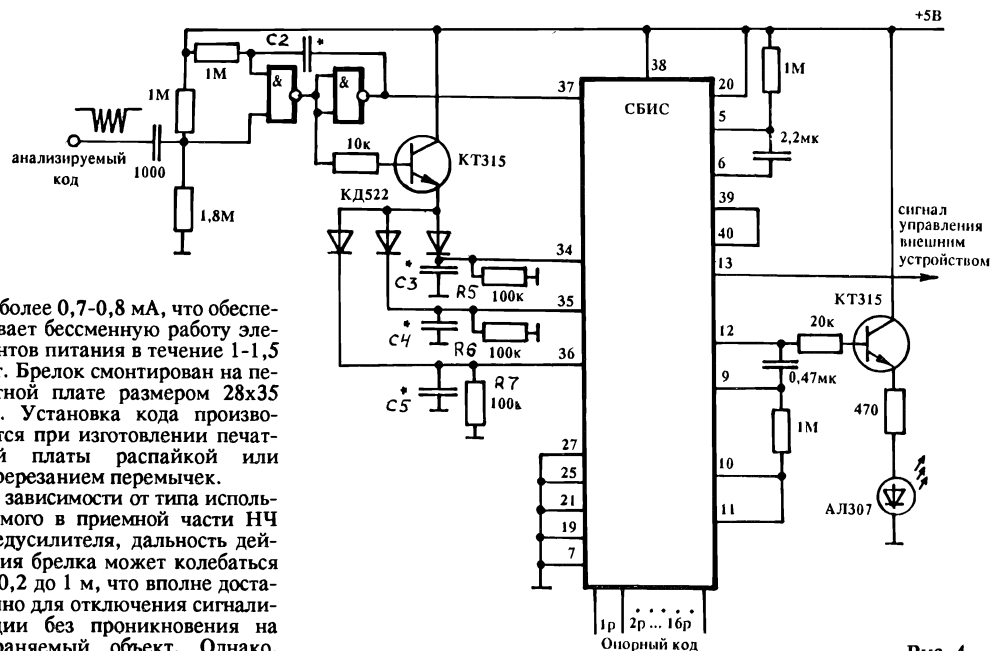 +5В
C2 *
1М
&
&
38
1М
37
СБИС
20
1М
5
2,2мк
6
анализируемый
код
1000
10к
КТ315
1,8М
КД522
39
40
сигнал
управления
внешним
устройством
13
34
C3 *
R5
100к
35
C4 *
R6
100к
36
C5 *
R7
100к
КТ315
12
20к
0,47мк
9
470
1М
10
11
АЛ307
27
25
21
19
7
1р 2р ... 16р
Опорный код
более 0,7-0,8 мА, что обеспе-
вает бессменную работу эле-
нтов питания в течение 1-1,5
т. Брелок смонтирован на пе-
тной плате размером 28x35
. Установка кода произво-
тся при изготовлении печат-
й платы распайкой или
ререзанием перемычек.
зависимости от типа исполь-
мого в приемной части НЧ
едусилителя, дальность дей-
ия брелка может колебаться
0,2 до 1 м, что вполне доста-
но для отключения сигнали-
ции без проникновения на
раняемый объект. Однако,